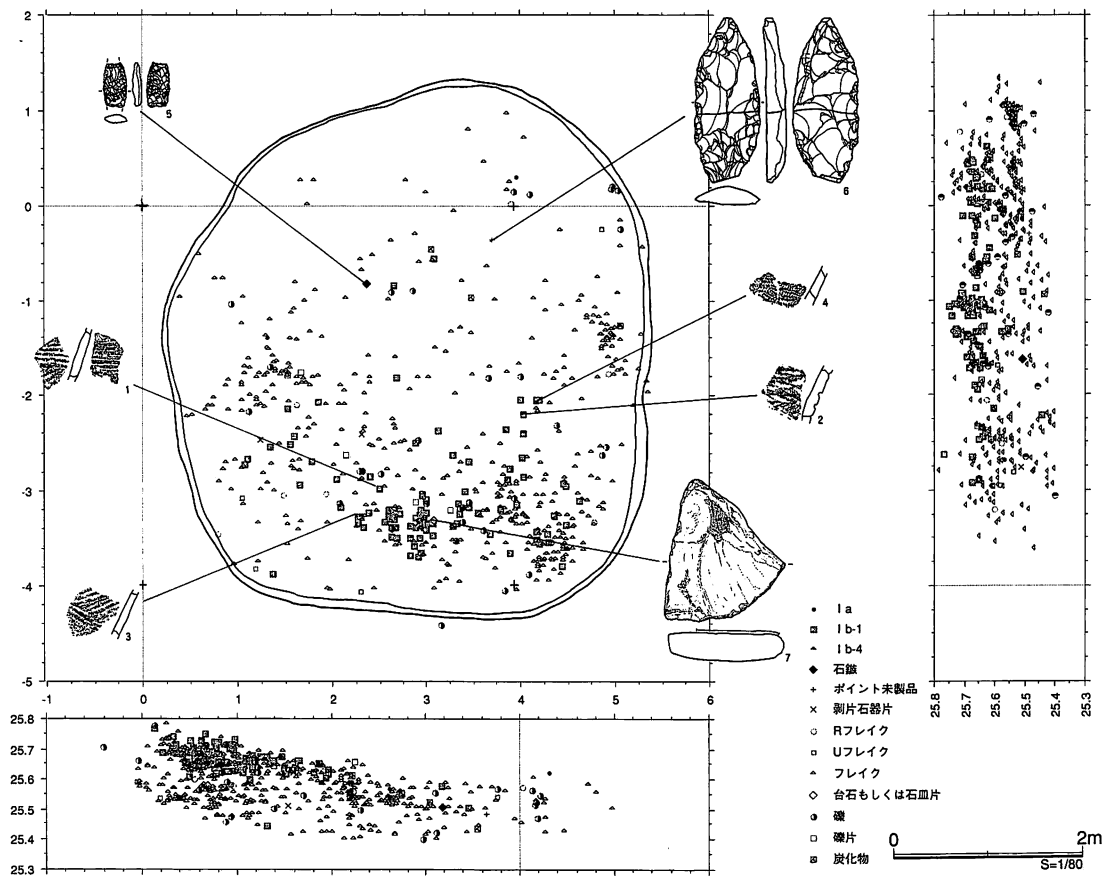 2
1
0
-1
-2
-3
-4
-5
-1 0 1 2 3 4 5 6
5
6
4
2
1
3
7
25.8
25.7
25.6
25.5
25.4
25.3
25.8 25.7 25.6 25.5 25.4 25.3
Ⅰa
Ⅰb-1
Ⅰb-4
石鏃
ポイント未製品
剥片石器片
Rフレイク
Uフレイク
フレイク
台石もしくは石皿片
礫
礫片
炭化物
0 2m
S=1/80